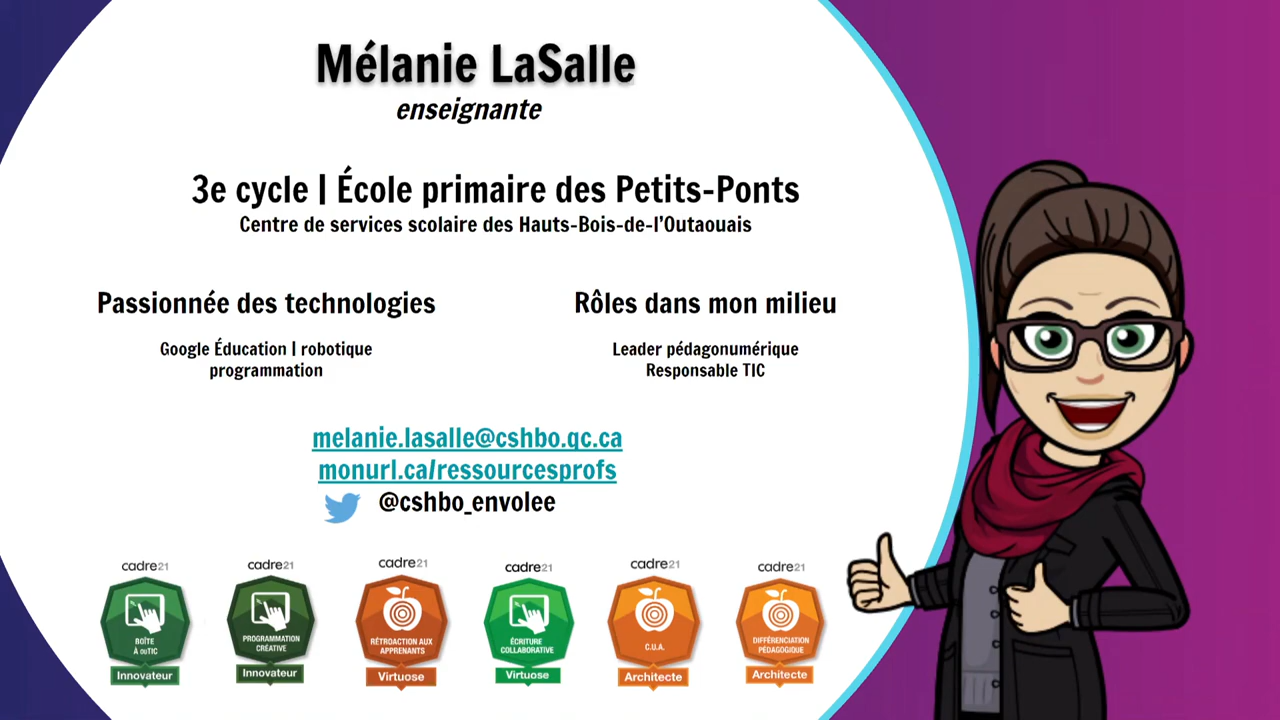 Mélanie LaSalle
enseignante
3e cycle | École primaire des Petits-Ponts
Centre de services scolaire des Hauts-Bois-de-l'Outaouais
Passionnée des technologies
Google Éducation | robotique
programmation
Rôles dans mon milieu
Leader pédagonumérique
Responsable TIC
melanie.lasalle@cshbo.qc.ca
monurl.ca/ressourcesprofs
@cshbo_envolee
cadre21
BOÎTE
À ouTIC
Innovateur
cadre21
PROGRAMMATION
CRÉATIVE
Innovateur
cadre21
RÉTROACTION AUX
APPRENANTS
Virtuose
cadre21
ÉCRITURE
COLLABORATIVE
Virtuose
cadre21
C.U.A.
Architecte
cadre21
DIFFÉRENCIATION
PÉDAGOGIQUE
Architecte